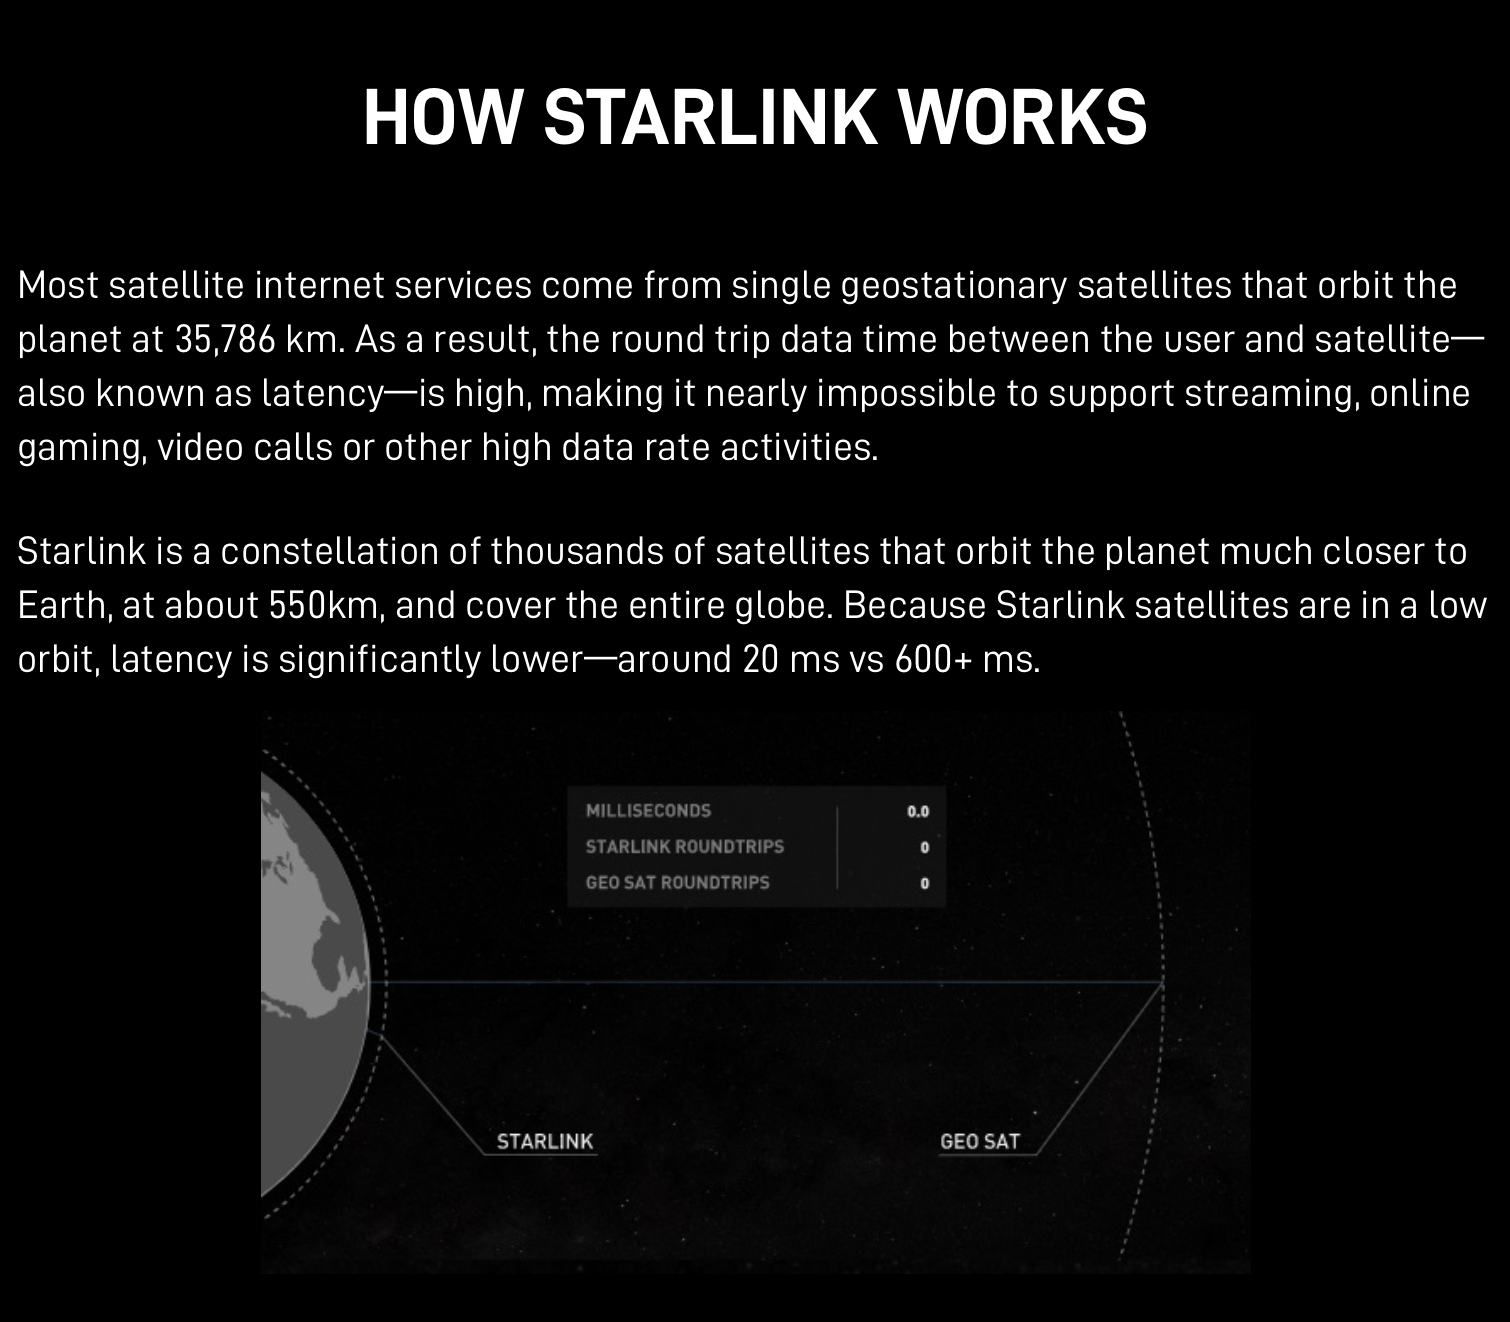 HOW STARLINK WORKS
Most satellite internet services come from single geostationary satellites that orbit the
planet at 35,786 km. As a result, the round trip data time between the user and satellite—
also known as latency—is high, making it nearly impossible to support streaming, online
gaming, video calls or other high data rate activities.
Starlink is a constellation of thousands of satellites that orbit the planet much closer to
Earth, at about 550km, and cover the entire globe. Because Starlink satellites are in a low
orbit, latency is significantly lower—around 20 ms vs 600+ ms.
MILLISECONDS 0.0
STARLINK ROUNDTRIPS 0
GEO SAT ROUNDTRIPS 0
STARLINK
GEO SAT